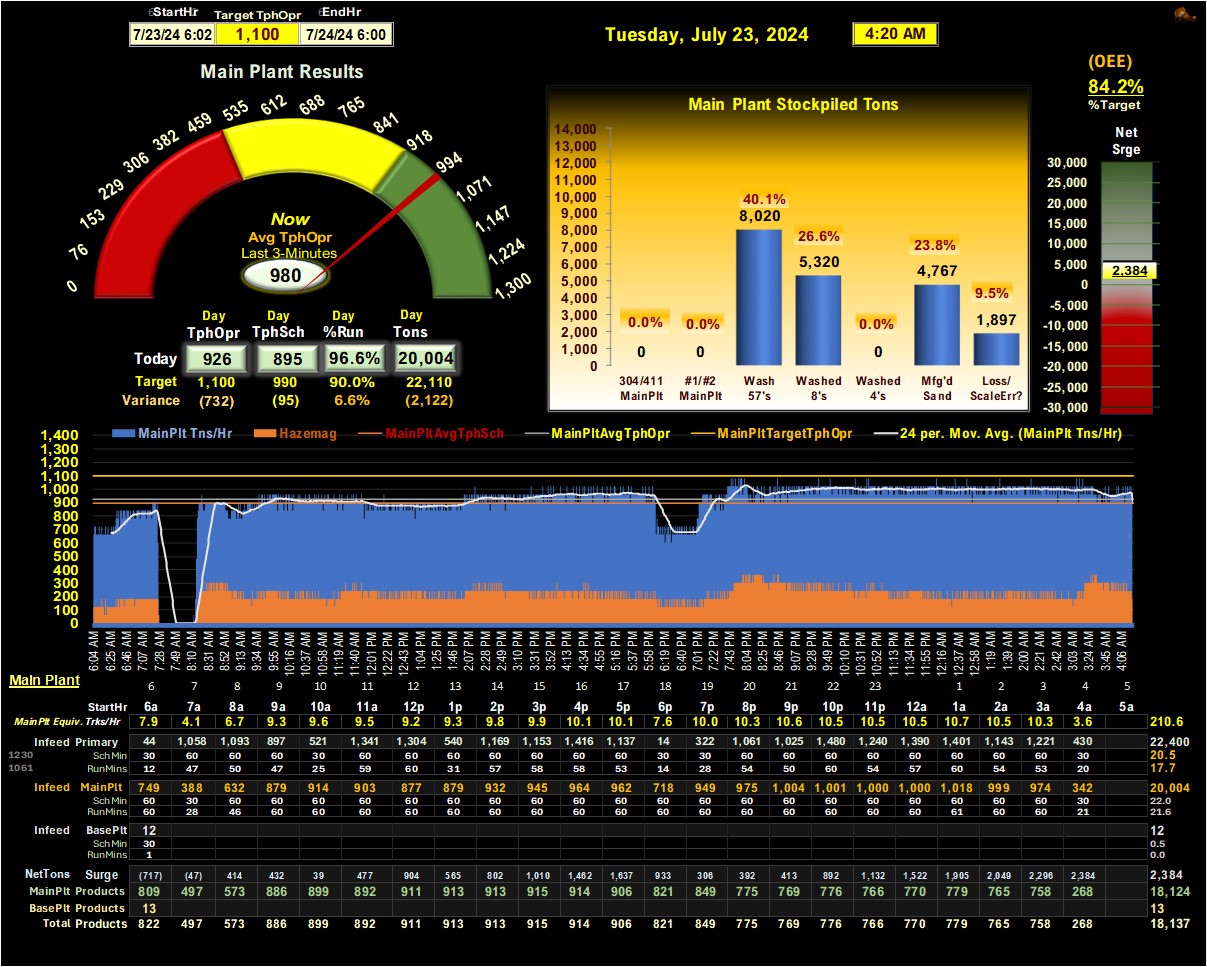 StartHr Target TphOpr EndHr
7/23/24 6:02 1,100 7/24/24 6:00
Tuesday, July 23, 2024 4:20 AM
(OEE)
84.2%
%Target
Main Plant Results
0 76 153 229 306 382 459 535 612 688 765 841 918 994 1,071 1,147 1,224 1,300
Now
Avg TphOpr
Last 3-Minutes
980
Day Day Day Day
TphOpr TphSch %Run Tons
Today 926 895 96.6% 20,004
Target 1,100 990 90.0% 22,110
Variance (732) (95) 6.6% (2,122)
Main Plant Stockpiled Tons
14,000
13,000
12,000
11,000
10,000
9,000
8,000
7,000
6,000
5,000
4,000
3,000
2,000
1,000
0
0.0% 0.0% 40.1% 26.6% 0.0% 23.8% 9.5%
0 0 8,020 5,320 0 4,767 1,897
304/411 #1/#2 Wash Washed Washed Mfg'd Loss/
MainPlt MainPlt 57's 8's 4's Sand ScaleErr?
Net
Srge
30,000
25,000
20,000
15,000
10,000
5,000
0
-5,000
-10,000
-15,000
-20,000
-25,000
-30,000
2,384
MainPlt Tns/Hr Hazemag MainPltAvgTphSch MainPltAvgTphOpr MainPltTargetTphOpr 24 per. Mov. Avg. (MainPlt Tns/Hr)
1,400
1,300
1,200
1,100
1,000
900
800
700
600
500
400
300
200
100
0
6:04 AM 6:25 AM 6:46 AM 7:07 AM 7:28 AM 7:49 AM 8:10 AM 8:31 AM 8:52 AM 9:13 AM 9:34 AM 9:55 AM 10:16 AM 10:37 AM 10:58 AM 11:19 AM 11:40 AM 12:01 PM 12:22 PM 12:43 PM 1:04 PM 1:25 PM 1:46 PM 2:07 PM 2:28 PM 2:49 PM 3:10 PM 3:31 PM 3:52 PM 4:13 PM 4:34 PM 4:55 PM 5:16 PM 5:37 PM 5:58 PM 6:19 PM 6:40 PM 7:01 PM 7:22 PM 7:43 PM 8:04 PM 8:25 PM 8:46 PM 9:07 PM 9:28 PM 9:49 PM 10:10 PM 10:31 PM 10:52 PM 11:13 PM 11:34 PM 11:55 PM 12:16 AM 12:37 AM 12:58 AM 1:19 AM 1:39 AM 2:00 AM 2:21 AM 2:42 AM 3:03 AM 3:24 AM 3:45 AM 4:06 AM
Main Plant
6 7 8 9 10 11 12 13 14 15 16 17 18 19 20 21 22 23 1 2 3 4 5
StartHr 6a 7a 8a 9a 10a 11a 12p 1p 2p 3p 4p 5p 6p 7p 8p 9p 10p 11p 12a 1a 2a 3a 4a 5a
MainPlt Equiv. Trks/Hr 7.9 4.1 6.7 9.3 9.6 9.5 9.2 9.3 9.8 9.9 10.1 10.1 7.6 10.0 10.3 10.6 10.5 10.5 10.5 10.7 10.5 10.3 3.6 210.6
Infeed Primary 44 1,058 1,093 897 521 1,341 1,304 540 1,169 1,153 1,416 1,137 14 322 1,061 1,025 1,480 1,240 1,390 1,401 1,143 1,221 430 22,400
1230 SchMin 30 60 60 60 30 60 60 30 60 60 60 60 30 30 60 60 60 60 60 60 60 60 30 20.5
1061 RunMin 12 47 50 47 25 59 60 31 57 58 58 53 14 28 54 50 60 54 57 60 54 53 20 17.7
Infeed MainPlt 749 388 632 879 914 903 877 879 932 945 964 962 718 949 975 1,004 1,001 1,000 1,000 1,018 999 974 342 20,004
SchMin 60 30 60 60 60 60 60 60 60 60 60 60 60 60 60 60 60 60 60 60 60 60 30 22.0
RunMins 60 28 46 60 60 60 60 60 60 60 60 60 60 60 60 60 60 60 60 61 60 60 21 21.6
Infeed BasePlt 12 12
SchMin 30 0.5
RunMins 1 0.0
NetTons Surge (717) (47) 414 432 39 477 904 565 802 1,010 1,462 1,637 933 306 392 413 892 1,132 1,522 1,905 2,049 2,296 2,384 2,384
MainPlt Products 809 497 573 886 899 892 911 913 913 915 914 906 821 849 775 769 776 766 770 779 765 758 268 18,124
BasePlt Products 13 13
Total Products 822 497 573 886 899 892 911 913 913 915 914 906 821 849 775 769 776 766 770 779 765 758 268 18,137